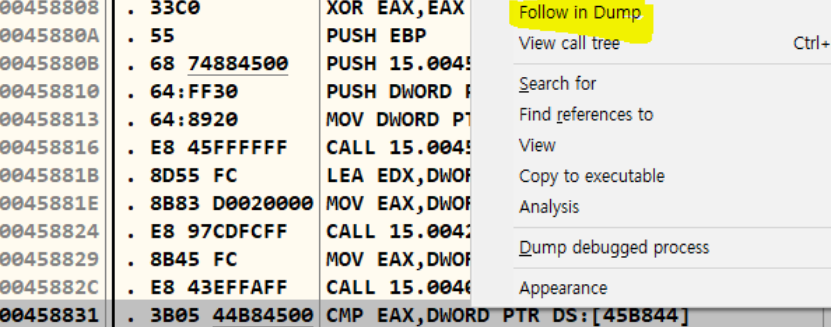 00458808 . 33C0 XOR EAX,EAX
0045880A . 55 PUSH EBP
0045880B . 68 74884500 PUSH 15.0045
00458810 . 64:FF30 PUSH DWORD P
00458813 . 64:8920 MOV DWORD PT
00458816 . E8 45FFFFFF CALL 15.0045
0045881B . 8D55 FC LEA EDX,DWOR
0045881E . 8B83 D0020000 MOV EAX,DWOR
00458824 . E8 97CDFCFF CALL 15.0042
00458829 . 8B45 FC MOV EAX,DWOR
0045882C . E8 43EFFAFF CALL 15.0040
00458831 . 3B05 44B84500 CMP EAX,DWORD PTR DS:[45B844]
Follow in Dump
View call tree Ctrl+
Search for
Find references to
View
Copy to executable
Analysis
Dump debugged process
Appearance